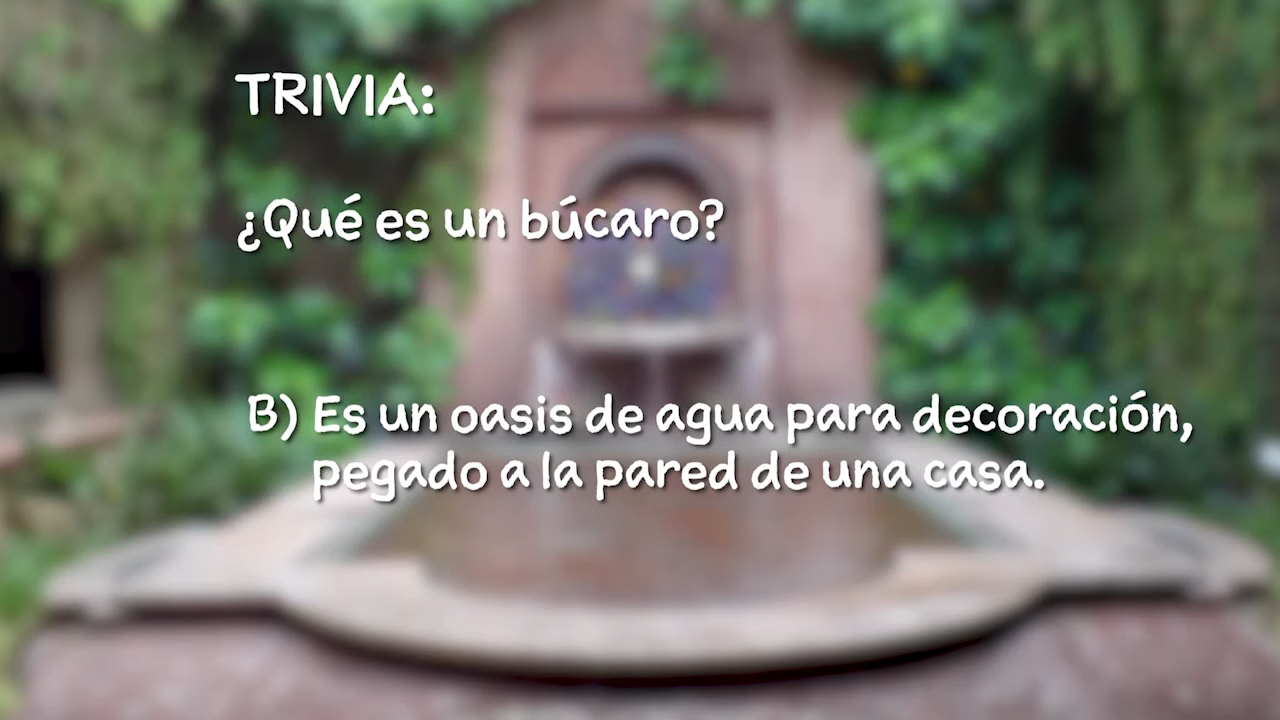 TRIVIA:
¿Qué es un búcaro?
B) Es un oasis de agua para decoración,
pegado a la pared de una casa.